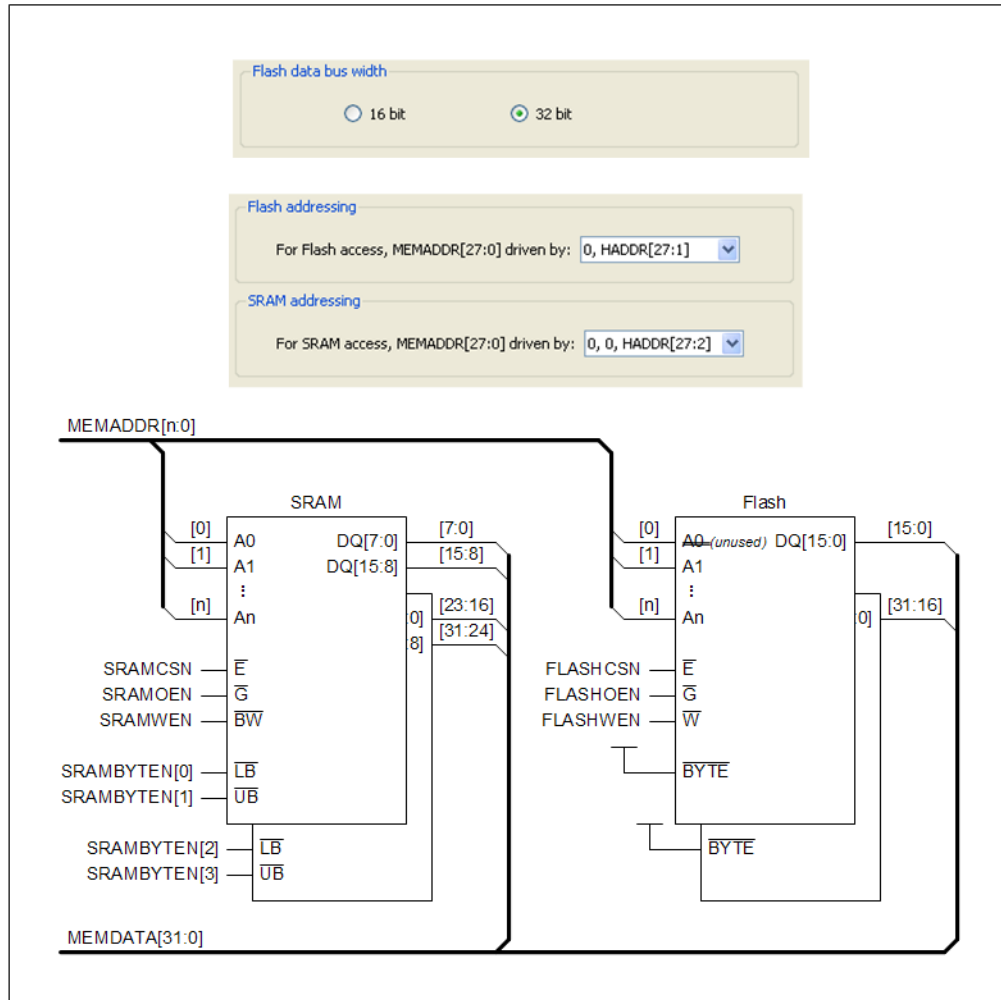 Flash data bus width
16 bit 32 bit
Flash addressing
For Flash access, MEMADDR[27:0] driven by: 0, HADDR[27:1]
SRAM addressing
For SRAM access, MEMADDR[27:0] driven by: 0, 0, HADDR[27:2]
MEMADDR[n:0]
SRAM Flash
[0] A0 DQ[7:0] [7:0] [0] A0 (unused) DQ[15:0] [15:0]
[1] A1 DQ[15:8] [15:8] [1] A1
⋮ ⋮
[n] An :0] [23:16] [n] An :0] [31:16]
:8] [31:24]
SRAMCSN E FLASHCSN E
SRAMOEN G FLASHOEN G
SRAMWEN BW FLASHWEN W
SRAMBYTEN[0] LB BYTE
SRAMBYTEN[1] UB
SRAMBYTEN[2] LB BYTE
SRAMBYTEN[3] UB
MEMDATA[31:0]